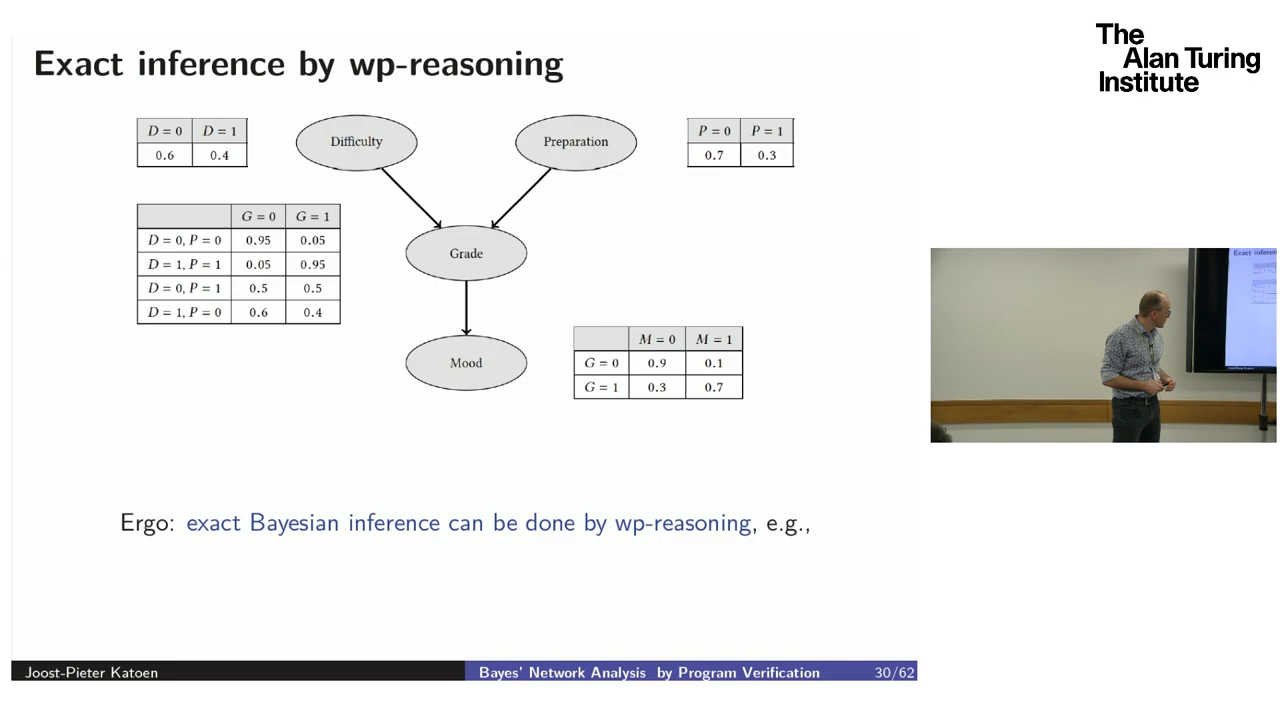 The
Alan Turing
Institute
Exact inference by wp-reasoning
D = 0 D = 1
0.6 0.4
Difficulty
Preparation
P = 0 P = 1
0.7 0.3
G = 0 G = 1
D = 0, P = 0 0.95 0.05
D = 1, P = 1 0.05 0.95
D = 0, P = 1 0.5 0.5
D = 1, P = 0 0.6 0.4
Grade
Mood
M = 0 M = 1
G = 0 0.9 0.1
G = 1 0.3 0.7
Ergo: exact Bayesian inference can be done by wp-reasoning, e.g.,
Joost-Pieter Katoen
Bayes' Network Analysis by Program Verification 30/62
Exact inferen